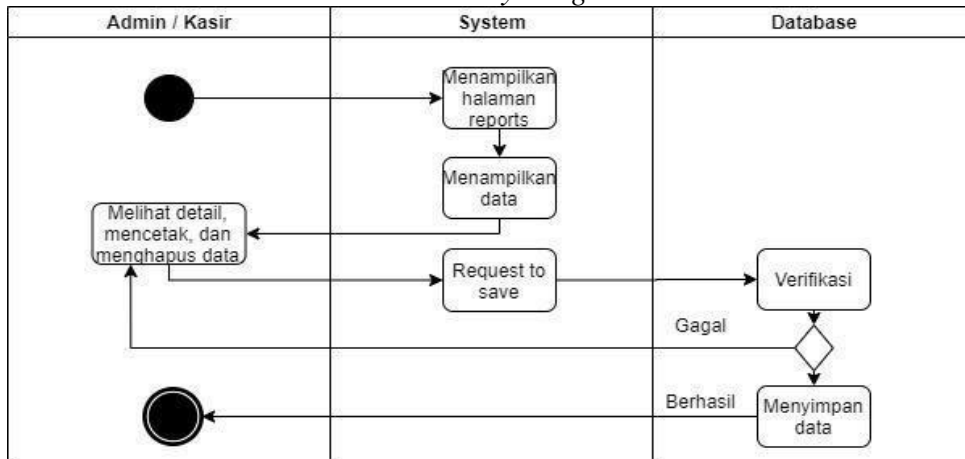 Admin / Kasir
System
Database
Menampilkan
halaman
reports
Menampilkan
data
Melihat detail,
mencetak, dan
menghapus data
Request to
save
Verifikasi
Gagal
Berhasil
Menyimpan
data